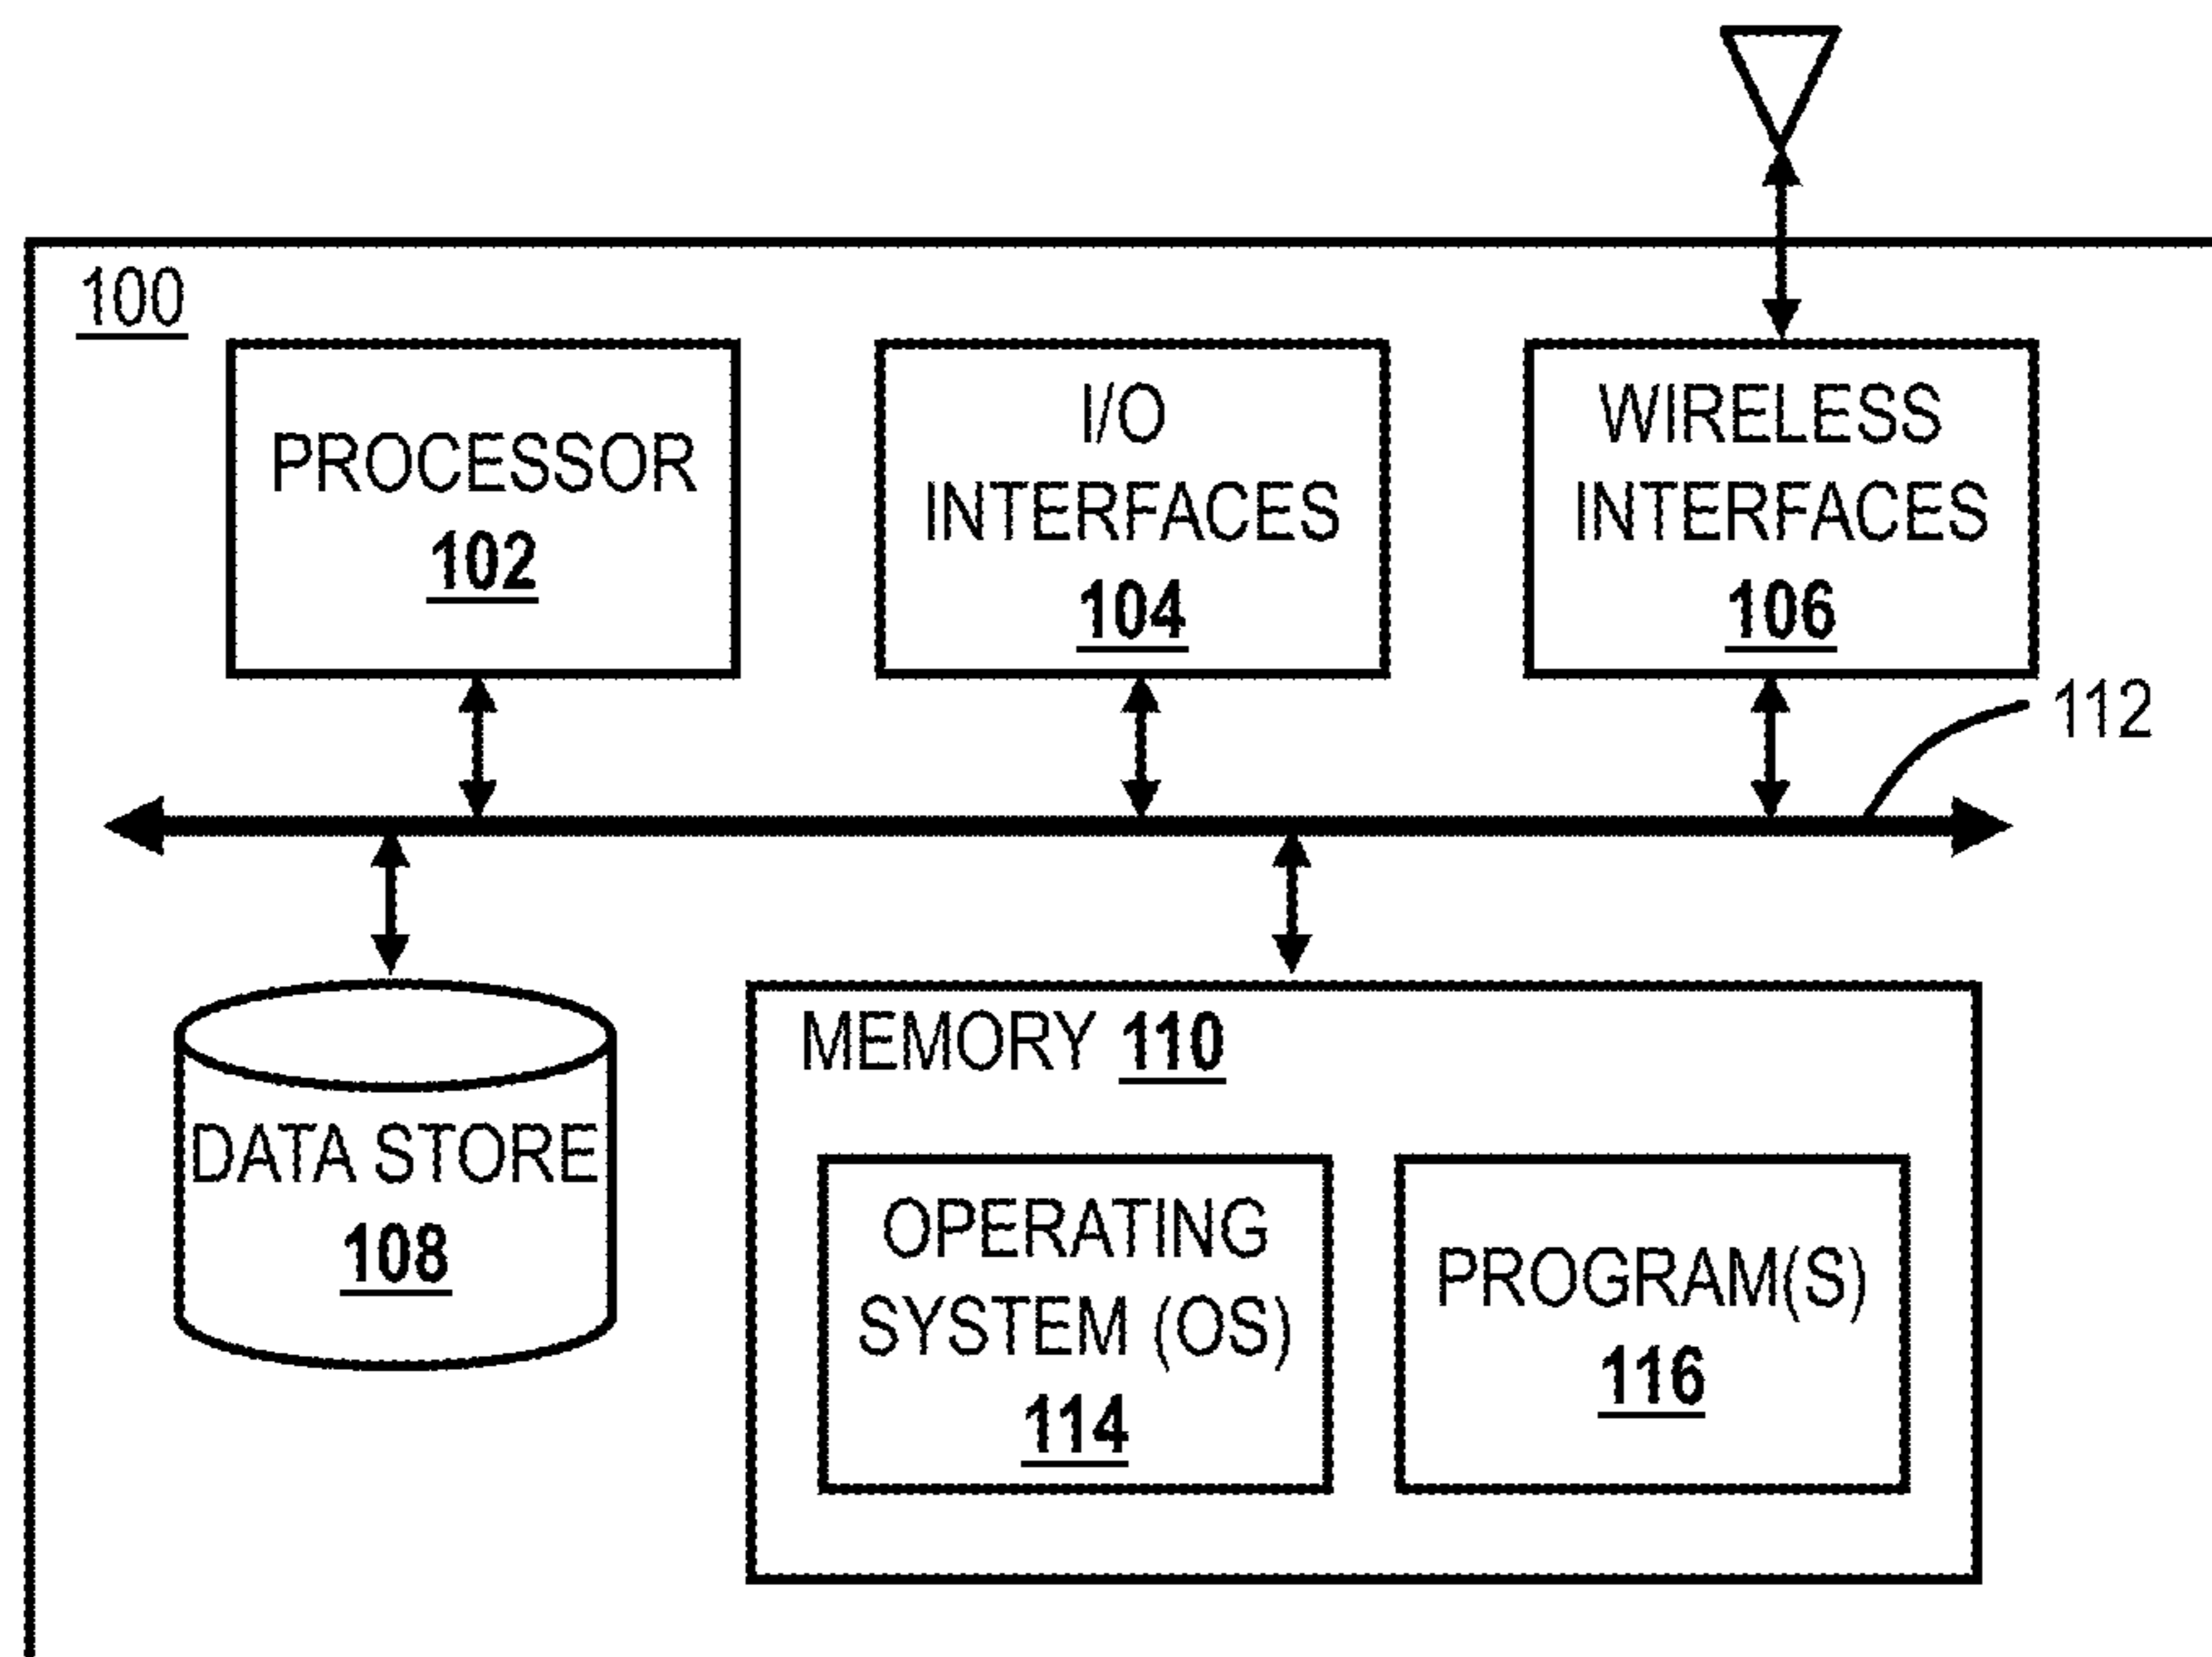 100
PROCESSOR
102
I/O
INTERFACES
104
WIRELESS
INTERFACES
106
112
DATA STORE
108
MEMORY 110
OPERATING
SYSTEM (OS)
114
PROGRAM(S)
116